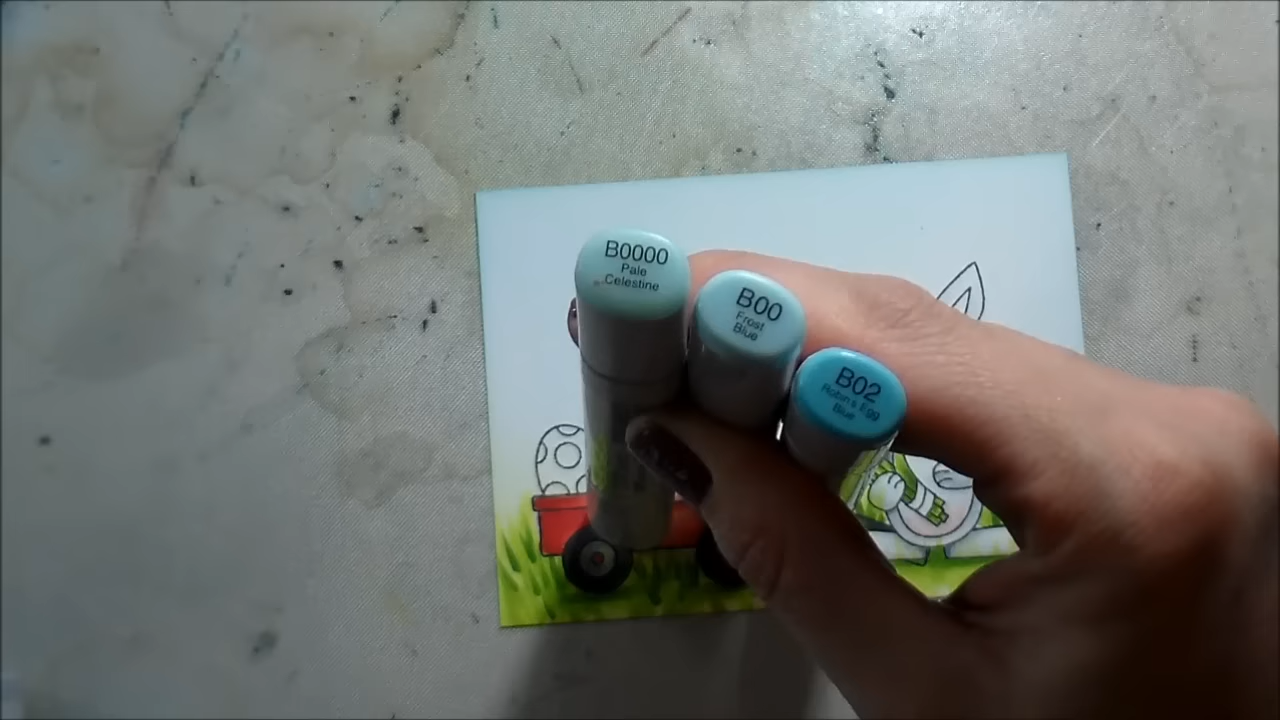 B0000
Pale
Celestine
B00
Frost
Blue
B02
Robin's Egg
Blue